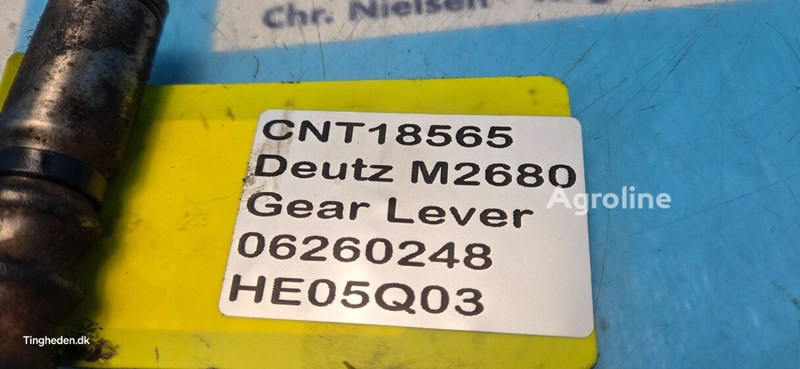 Chr. Nielsen
CNT18565
Deutz M2680
Gear Lever
06260248
HE05Q03
Agroline
Tingheden.dk